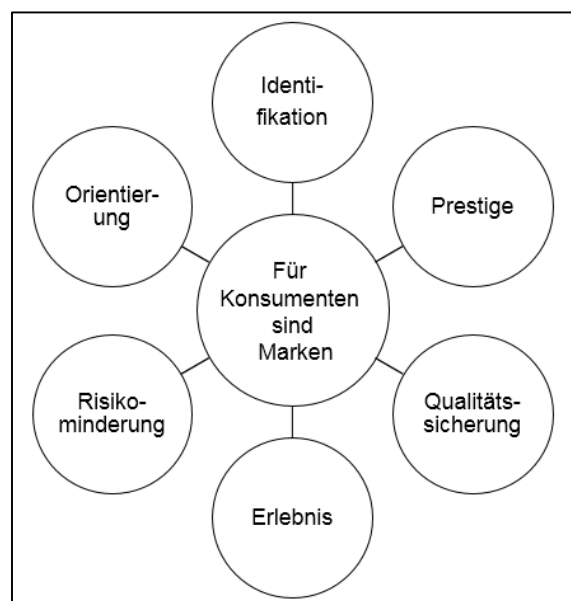 Identi-
fikation
Orientier-
ung
Prestige
Für
Konsumenten
sind
Marken
Risiko-
minderung
Qualitäts-
sicherung
Erlebnis